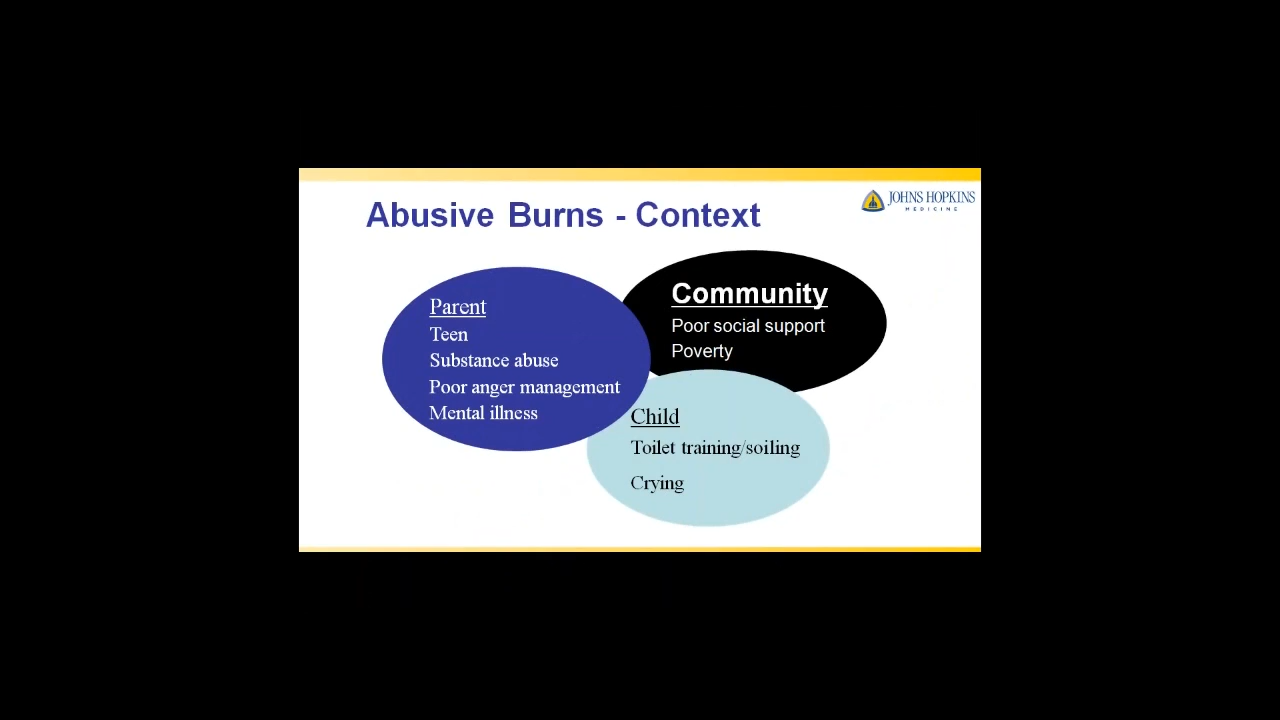 Abusive Burns - Context
JOHNS HOPKINS
MEDICINE
Parent
Teen
Substance abuse
Poor anger management
Mental illness
Community
Poor social support
Poverty
Child
Toilet training/soiling
Crying